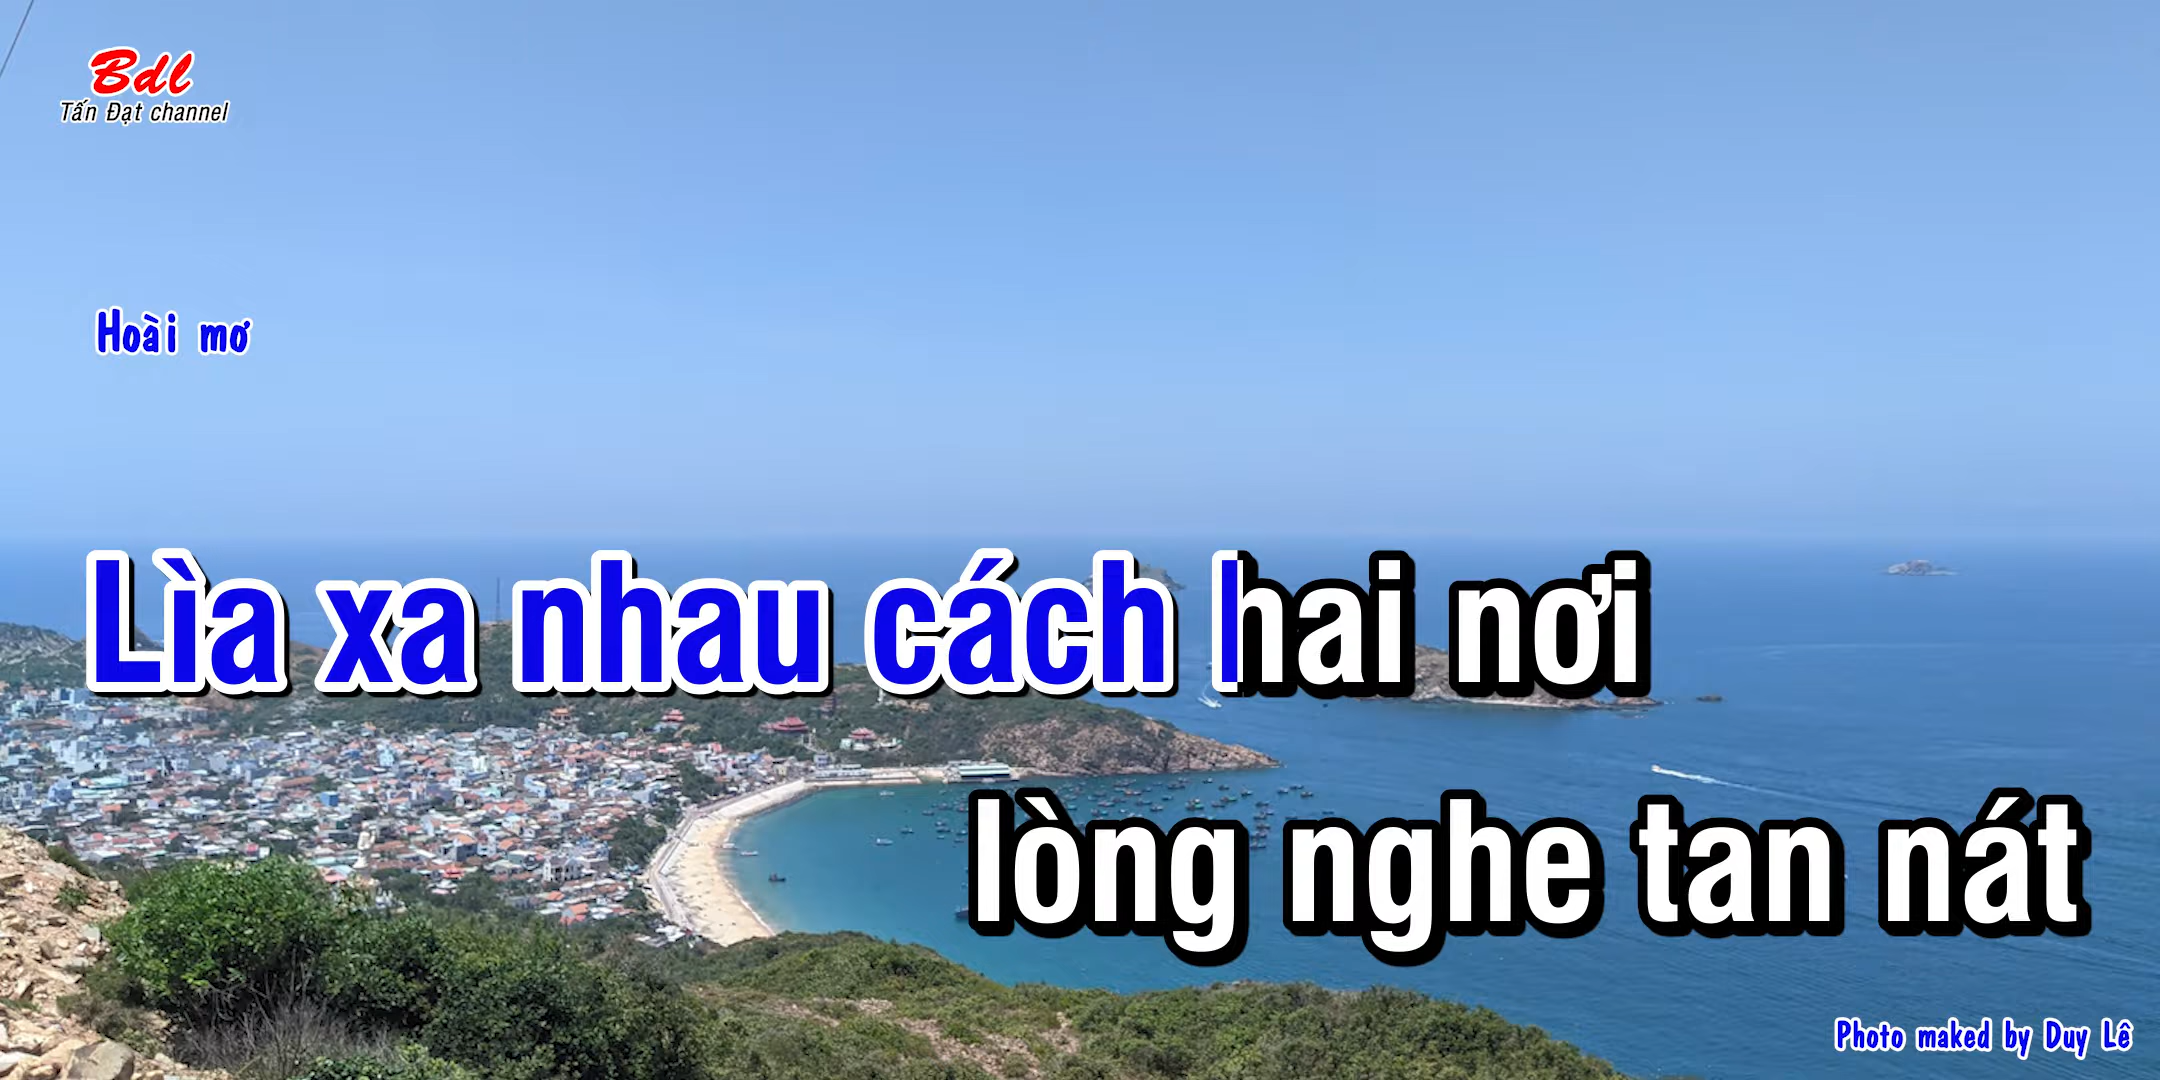 Bdl
Tấn Đạt channel
Hoài mơ
Lìa xa nhau cách hai nơi
lòng nghe tan nát
Photo maked by Duy Lê